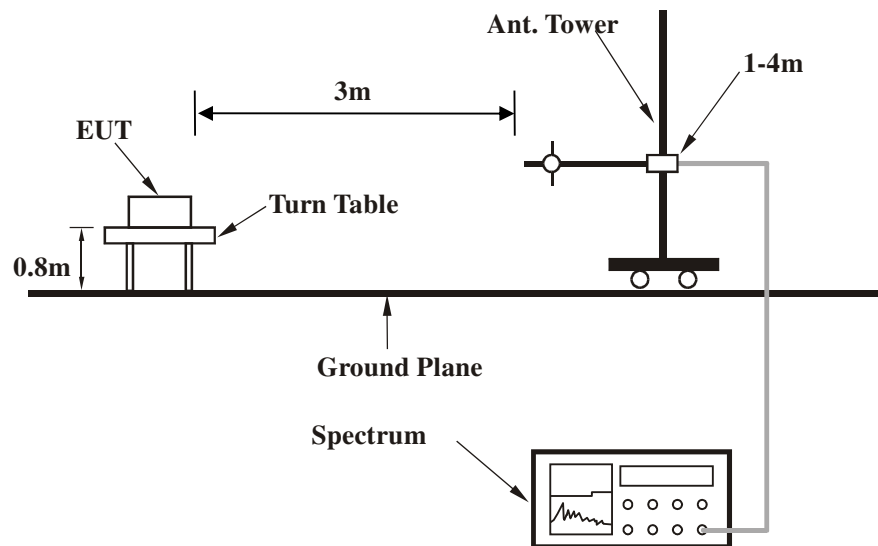 Ant. Tower
1-4m
3m
EUT
Turn Table
0.8m
Ground Plane
Spectrum